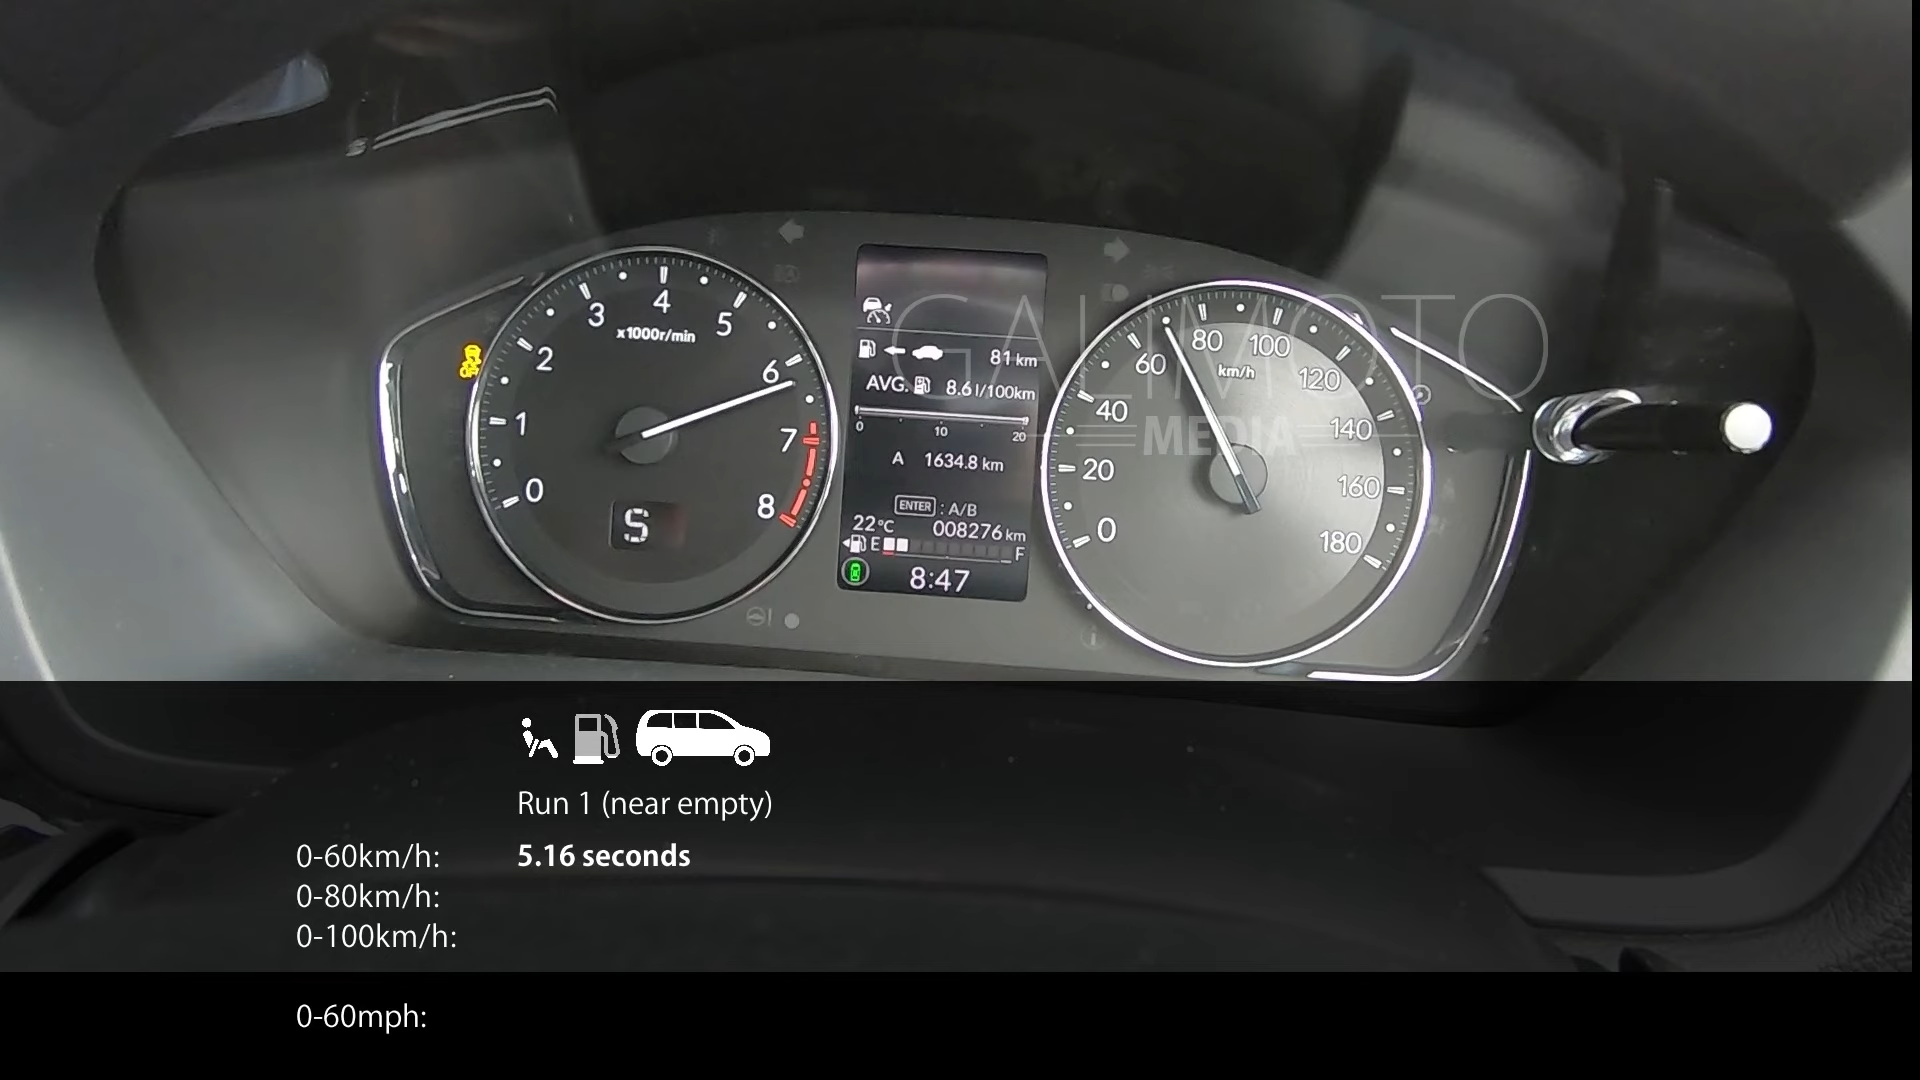 GALIMOTO
MEDIA
0
1
2
3
4
5
6
7
8
x1000r/min
S
81 km
AVG. 8.6 l/100km
0 10 20
A 1634.8 km
ENTER : A/B
22°C 008276 km
E F
8:47
0
20
40
60
80
100
120
140
160
180
km/h
Run 1 (near empty)
0-60km/h: 5.16 seconds
0-80km/h:
0-100km/h:
0-60mph: